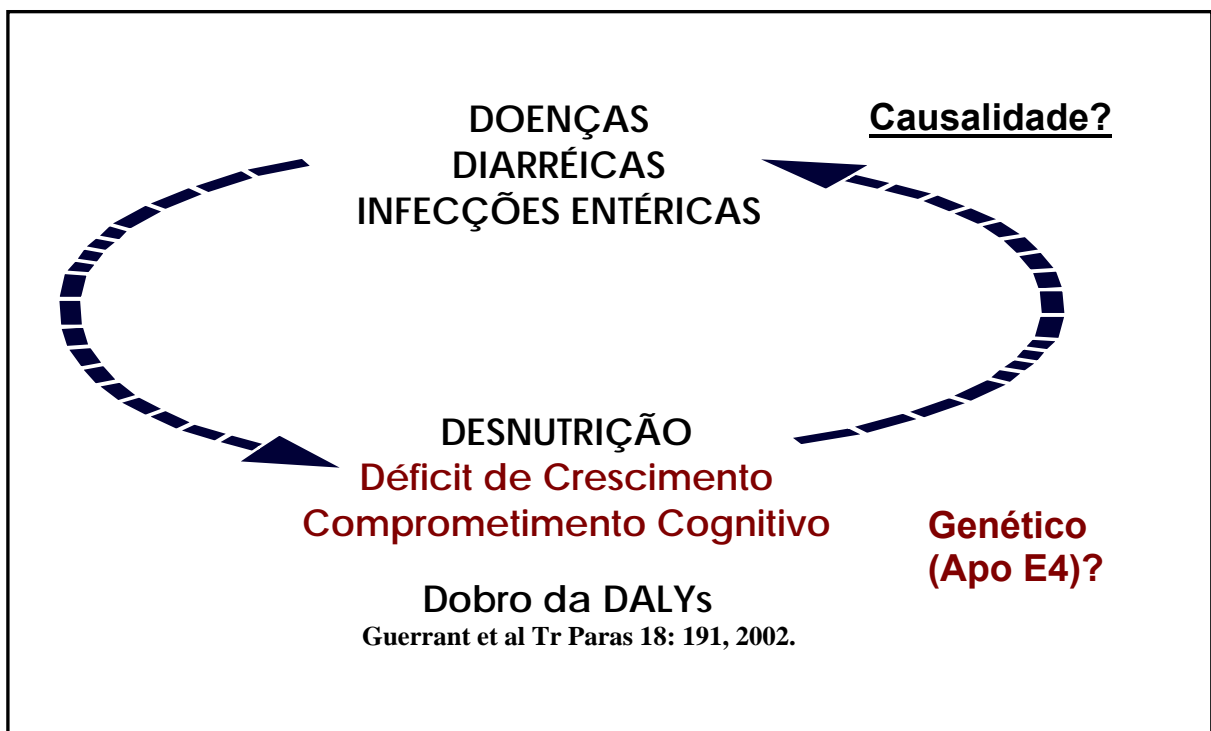 DOENÇAS
DIARRÉICAS
INFECÇÕES ENTÉRICAS
Causalidade?
DESNUTRIÇÃO
Déficit de Crescimento
Comprometimento Cognitivo
Genético
(Apo E4)?
Dobro da DALYs
Guerrant et al Tr Paras 18: 191, 2002.